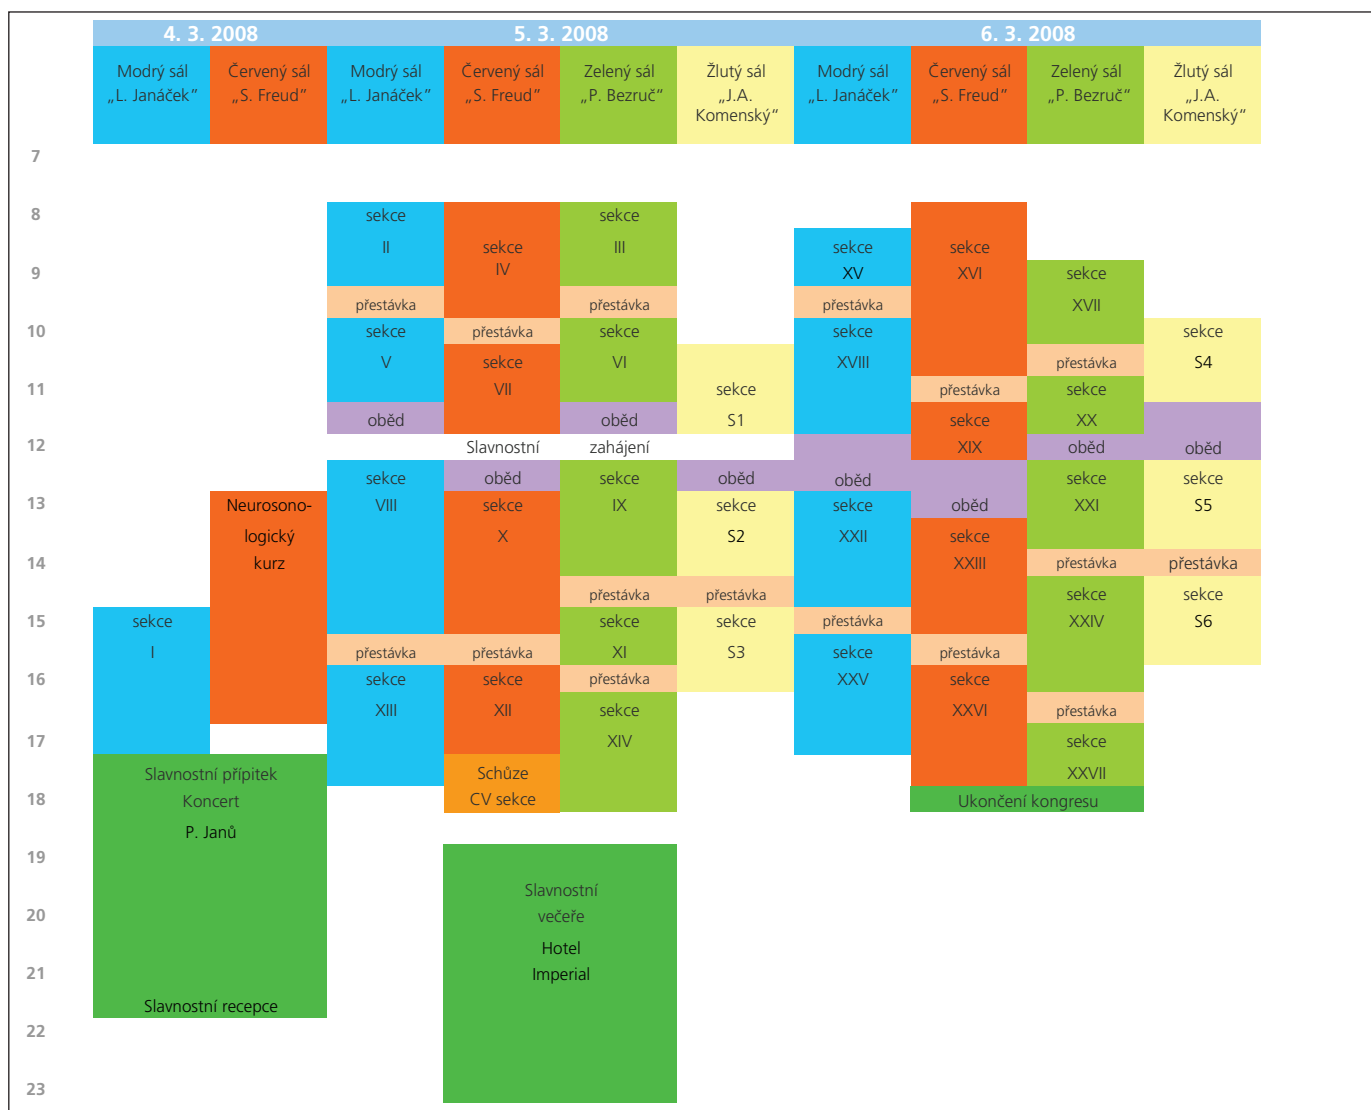 4. 3. 2008 5. 3. 2008 6. 3. 2008
Modrý sál Červený sál Modrý sál Červený sál Zelený sál Žlutý sál Modrý sál Červený sál Zelený sál Žlutý sál
„L. Janáček“ „S. Freud“ „L. Janáček“ „S. Freud“ „P. Bezruč“ „J.A. „L. Janáček“ „S. Freud“ „P. Bezruč“ „J.A.
Komenský“ Komenský“
7
8 sekce sekce
II sekce III sekce sekce
9 IV XV XVI sekce
přestávka přestávka přestávka XVII
10 sekce přestávka sekce sekce sekce
V sekce VI XVIII přestávka S4
11 VII sekce přestávka sekce
oběd oběd S1 sekce XX
12 Slavnostní zahájení XIX oběd oběd
sekce oběd sekce oběd oběd sekce sekce
13 Neurosono- VIII sekce IX sekce sekce oběd XXI S5
logický X S2 XXII sekce
14 kurz XXIII přestávka přestávka
přestávka přestávka sekce sekce
15 sekce sekce sekce přestávka XXIV S6
I přestávka přestávka XI S3 sekce přestávka
16 sekce sekce přestávka XXV sekce
XIII XII sekce XXVI přestávka
17 XIV sekce
Slavnostní přípitek Schůze XXVII
18 Koncert CV sekce Ukončení kongresu
P. Janů
19
Slavnostní
20 večeře
Hotel
21 Imperial
Slavnostní recepce
22
23